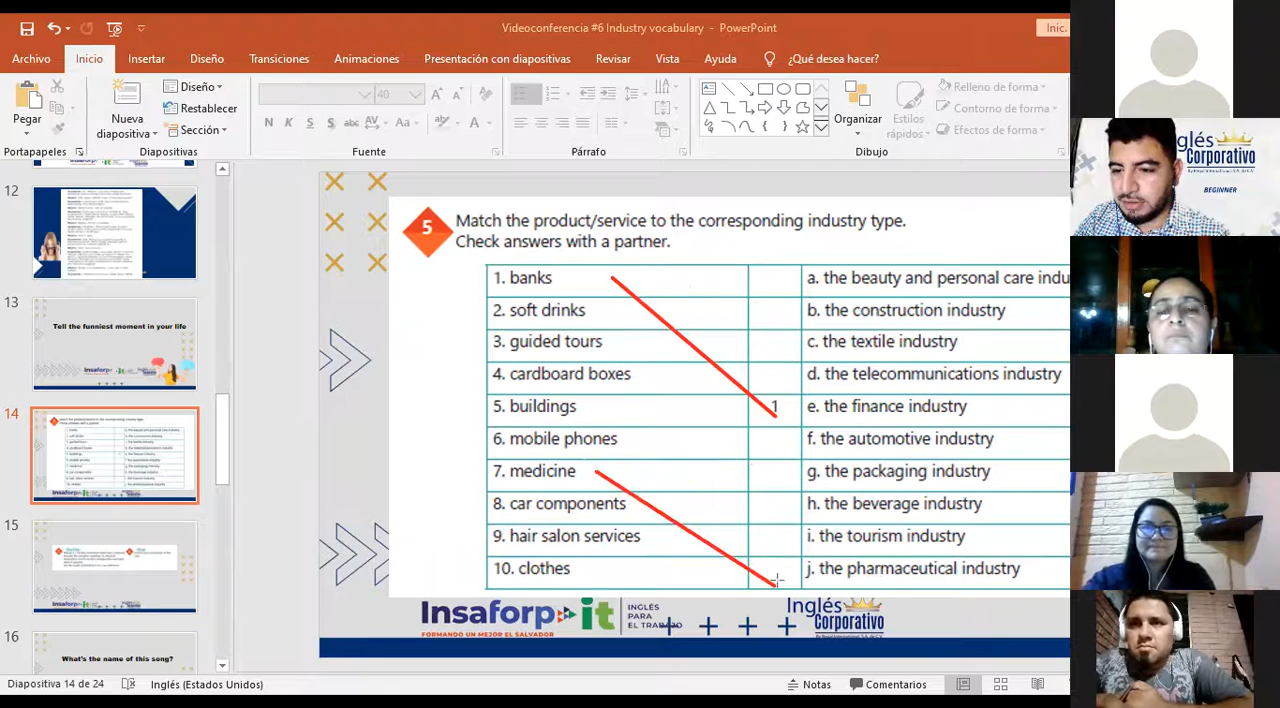 Videoconferencia #6 Industry vocabulary - PowerPoint
Inic.
Archivo Inicio Insertar Diseño Transiciones Animaciones Presentación con diapositivas Revisar Vista Ayuda ¿Qué desea hacer?
Pegar
Nueva diapositiva
Diseño
Restablecer
Sección
40
N K S S abc AV Aa A
Organizar
Estilos rápidos
Relleno de forma
Contorno de forma
Efectos de forma
Portapapeles Diapositivas Fuente Párrafo Dibujo
12
13
Tell the funniest moment in your life
14
15
16
What's the name of this song?
5
Match the product/service to the corresponding industry type.
Check answers with a partner.
1. banks a. the beauty and personal care indu
2. soft drinks b. the construction industry
3. guided tours c. the textile industry
4. cardboard boxes d. the telecommunications industry
5. buildings 1 e. the finance industry
6. mobile phones f. the automotive industry
7. medicine g. the packaging industry
8. car components h. the beverage industry
9. hair salon services i. the tourism industry
10. clothes j. the pharmaceutical industry
Insaforp it
FORMANDO UN MEJOR EL SALVADOR
INGLÉS
PARA
EL TRABAJO
Inglés
Corporativo
nglés
Corporativo
BEGINNER
Diapositiva 14 de 24 Inglés (Estados Unidos) Notas Comentarios